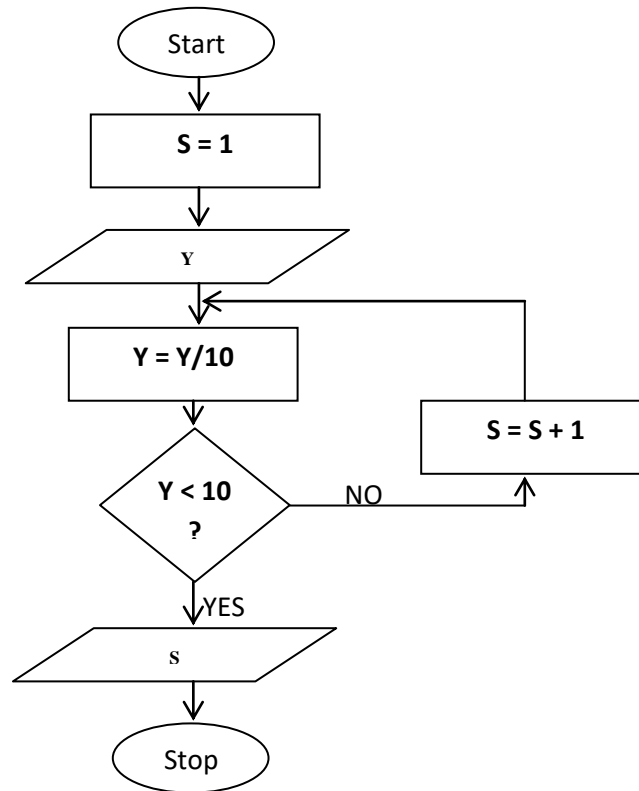 Start
S = 1
Y
Y = Y/10
S = S + 1
Y < 10
?
NO
YES
S
Stop